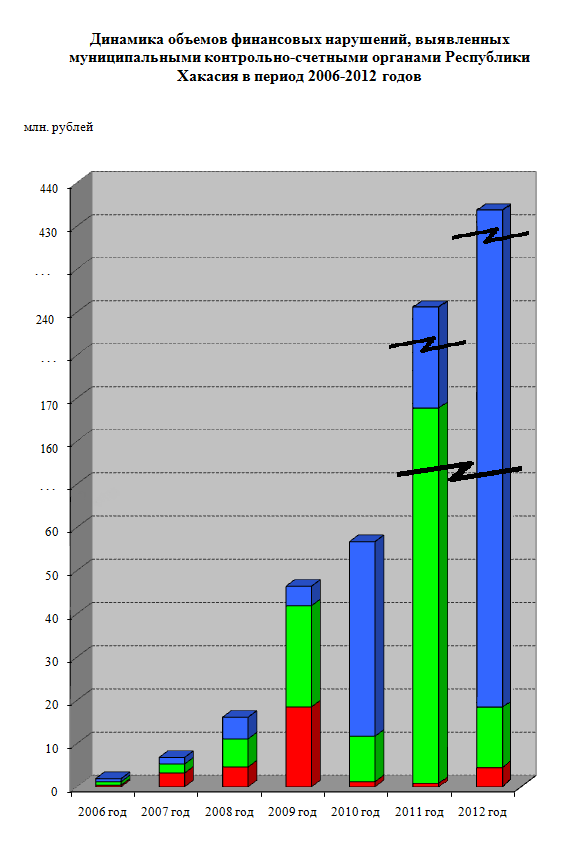 Динамика объемов финансовых нарушений, выявленных
муниципальными контрольно-счетными органами Республики
Хакасия в период 2006-2012 годов
млн. рублей
440
430
. . .
240
. . .
170
160
. . .
60
50
40
30
20
10
0
2006 год 2007 год 2008 год 2009 год 2010 год 2011 год 2012 год